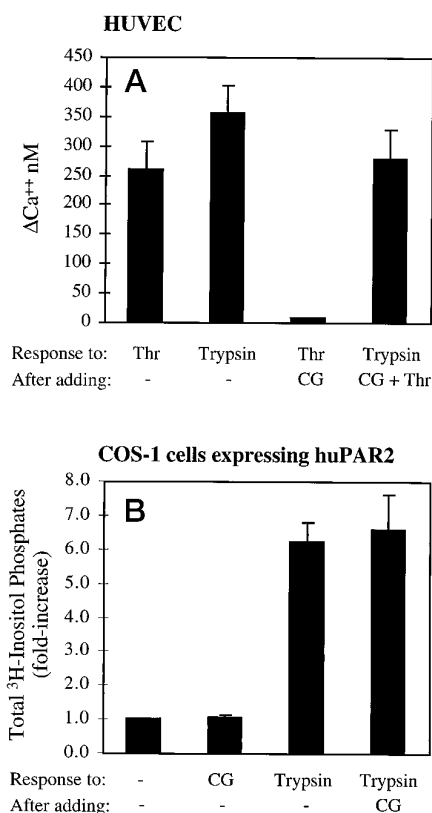 HUVEC
A
450
400
350
300
250
200
150
100
50
0
ΔCa⁺⁺ nM
Response to: Thr Trypsin Thr Trypsin
After adding: - - CG CG + Thr
COS-1 cells expressing huPAR2
B
8.0
7.0
6.0
5.0
4.0
3.0
2.0
1.0
0.0
Total ³H-Inositol Phosphates
(fold-increase)
Response to: - CG Trypsin Trypsin
After adding: - - - CG